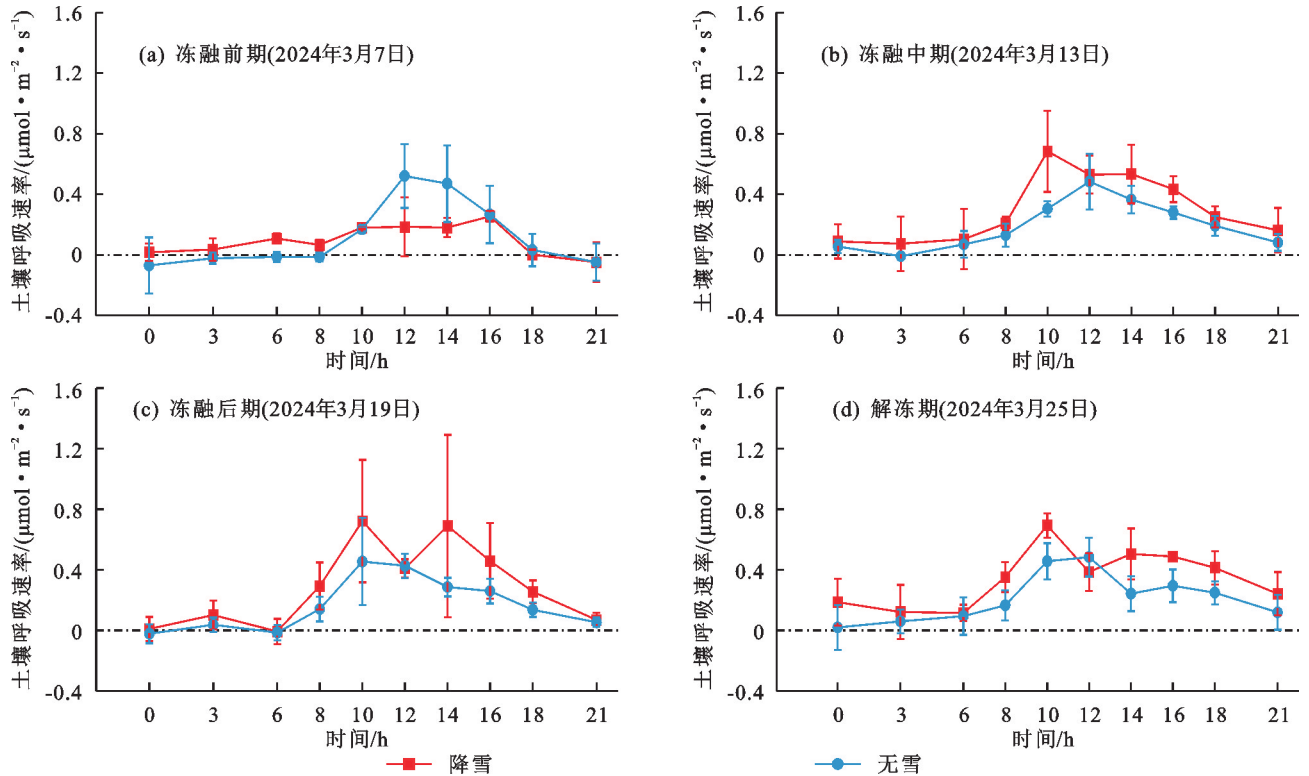 1.6
1.2
0.8
0.4
0
-0.4
土壤呼吸速率/(μmol·m⁻²·s⁻¹)
(a) 冻融前期(2024年3月7日)
0 3 6 8 10 12 14 16 18 21
时间/h
1.6
1.2
0.8
0.4
0
-0.4
土壤呼吸速率/(μmol·m⁻²·s⁻¹)
(b) 冻融中期(2024年3月13日)
0 3 6 8 10 12 14 16 18 21
时间/h
1.6
1.2
0.8
0.4
0
-0.4
土壤呼吸速率/(μmol·m⁻²·s⁻¹)
(c) 冻融后期(2024年3月19日)
0 3 6 8 10 12 14 16 18 21
时间/h
1.6
1.2
0.8
0.4
0
-0.4
土壤呼吸速率/(μmol·m⁻²·s⁻¹)
(d) 解冻期(2024年3月25日)
0 3 6 8 10 12 14 16 18 21
时间/h
降雪
无雪